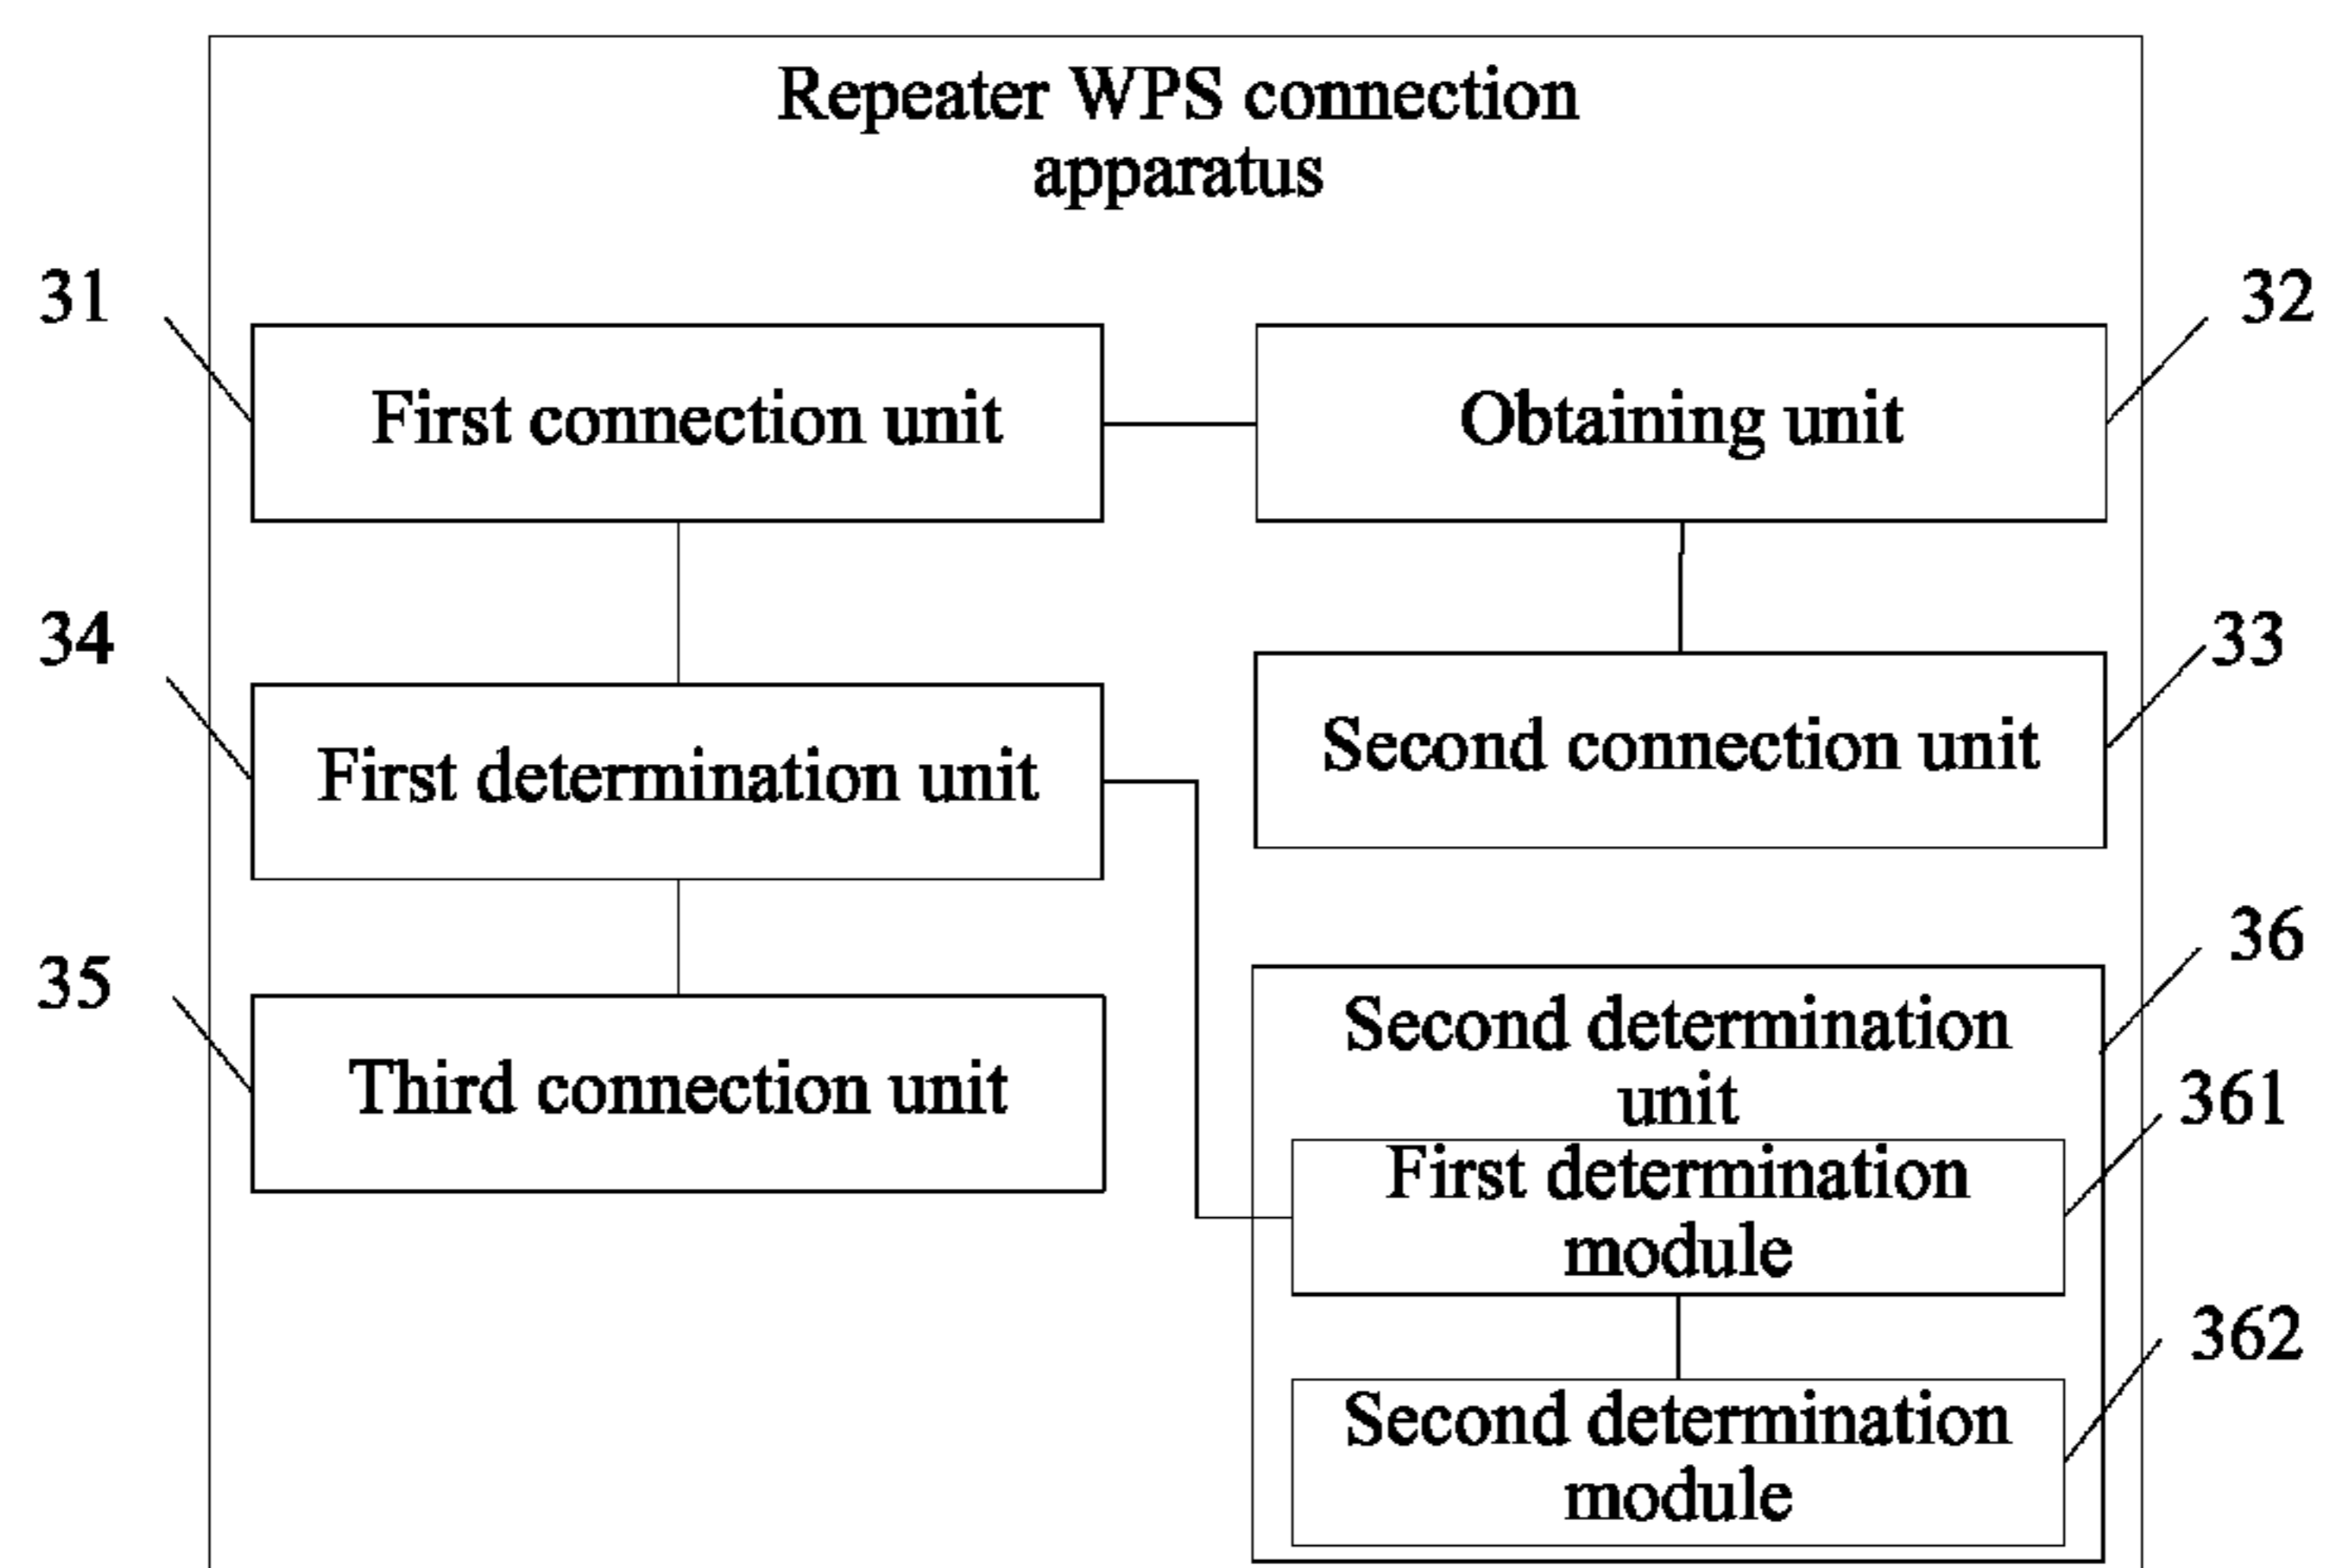 Repeater WPS connection
apparatus
31
32
First connection unit
Obtaining unit
34
33
First determination unit
Second connection unit
35
36
Third connection unit
Second determination
unit
361
First determination
module
362
Second determination
module